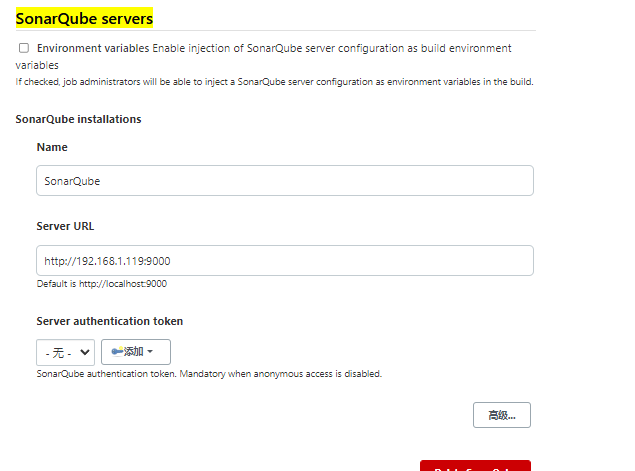 SonarQube servers
Environment variables Enable injection of SonarQube server configuration as build environment
variables
If checked, job administrators will be able to inject a SonarQube server configuration as environment variables in the build.
SonarQube installations
Name
SonarQube
Server URL
http://192.168.1.119:9000
Default is http://localhost:9000
Server authentication token
- 无 -
添加
SonarQube authentication token. Mandatory when anonymous access is disabled.
高级...